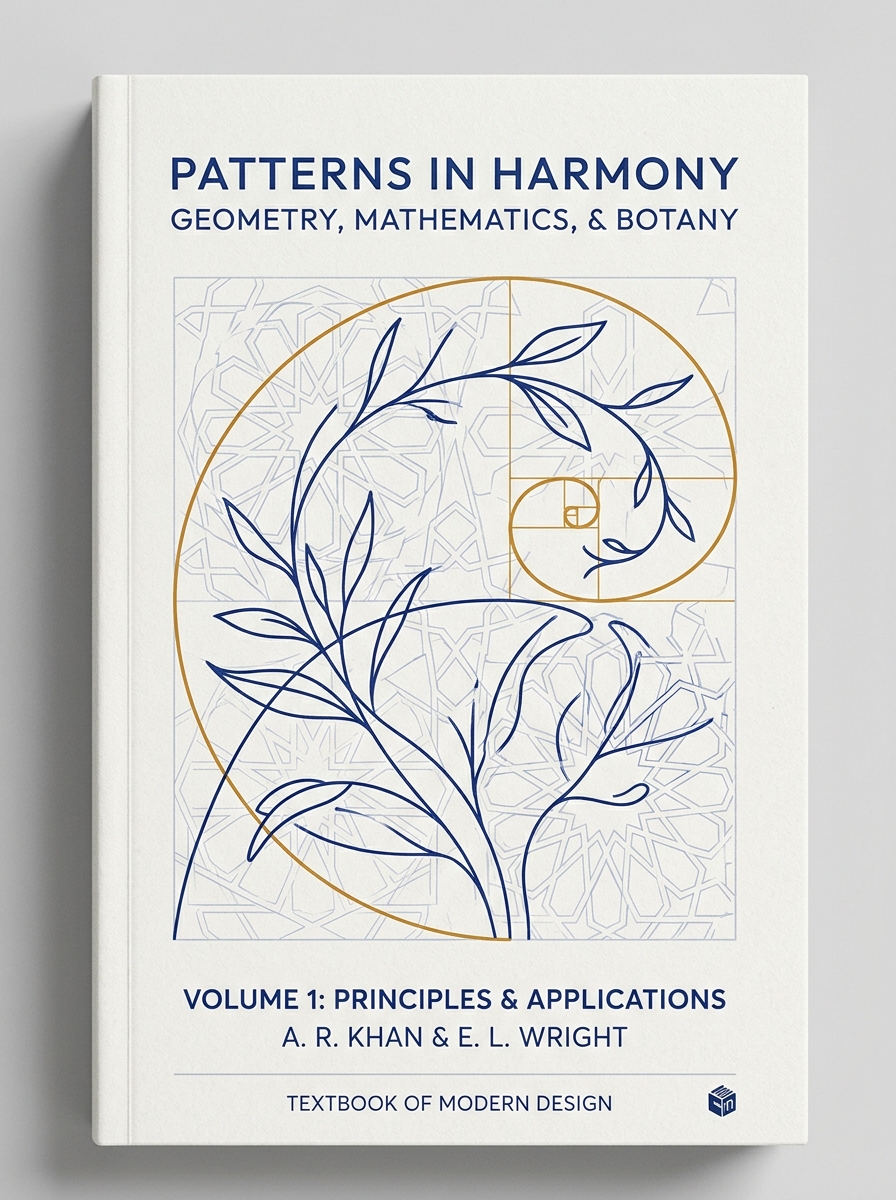 PATTERNS IN HARMONY
GEOMETRY, MATHEMATICS, & BOTANY
VOLUME 1: PRINCIPLES & APPLICATIONS
A. R. KHAN & E. L. WRIGHT
TEXTBOOK OF MODERN DESIGN